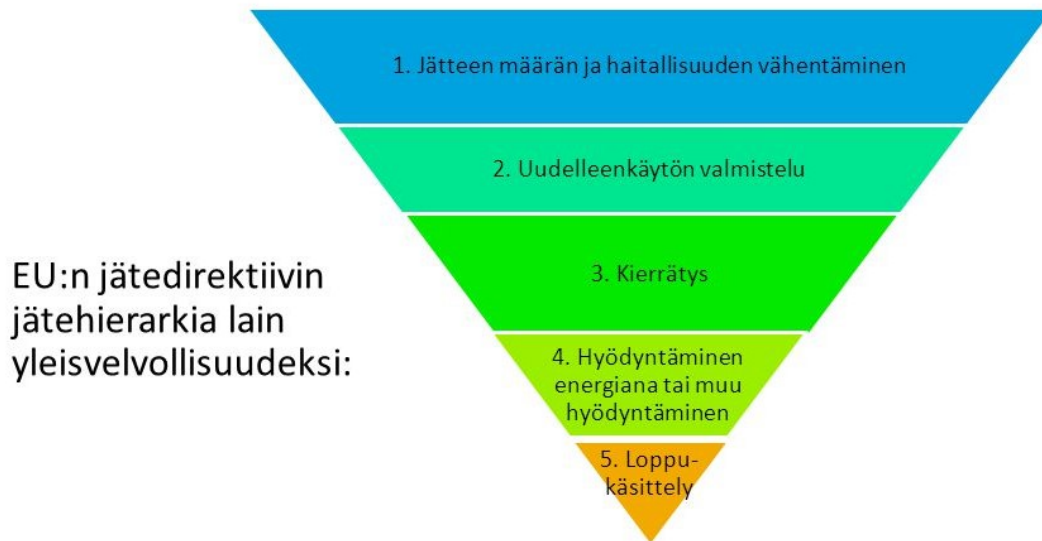 1. Jätteen määrän ja haitallisuuden vähentäminen
2. Uudelleenkäytön valmistelu
3. Kierrätys
EU:n jätedirektiivin
jätehierarkia lain
yleisvelvollisuudeksi:
4. Hyödyntäminen
energiana tai muu
hyödyntäminen
5. Loppu-
käsittely